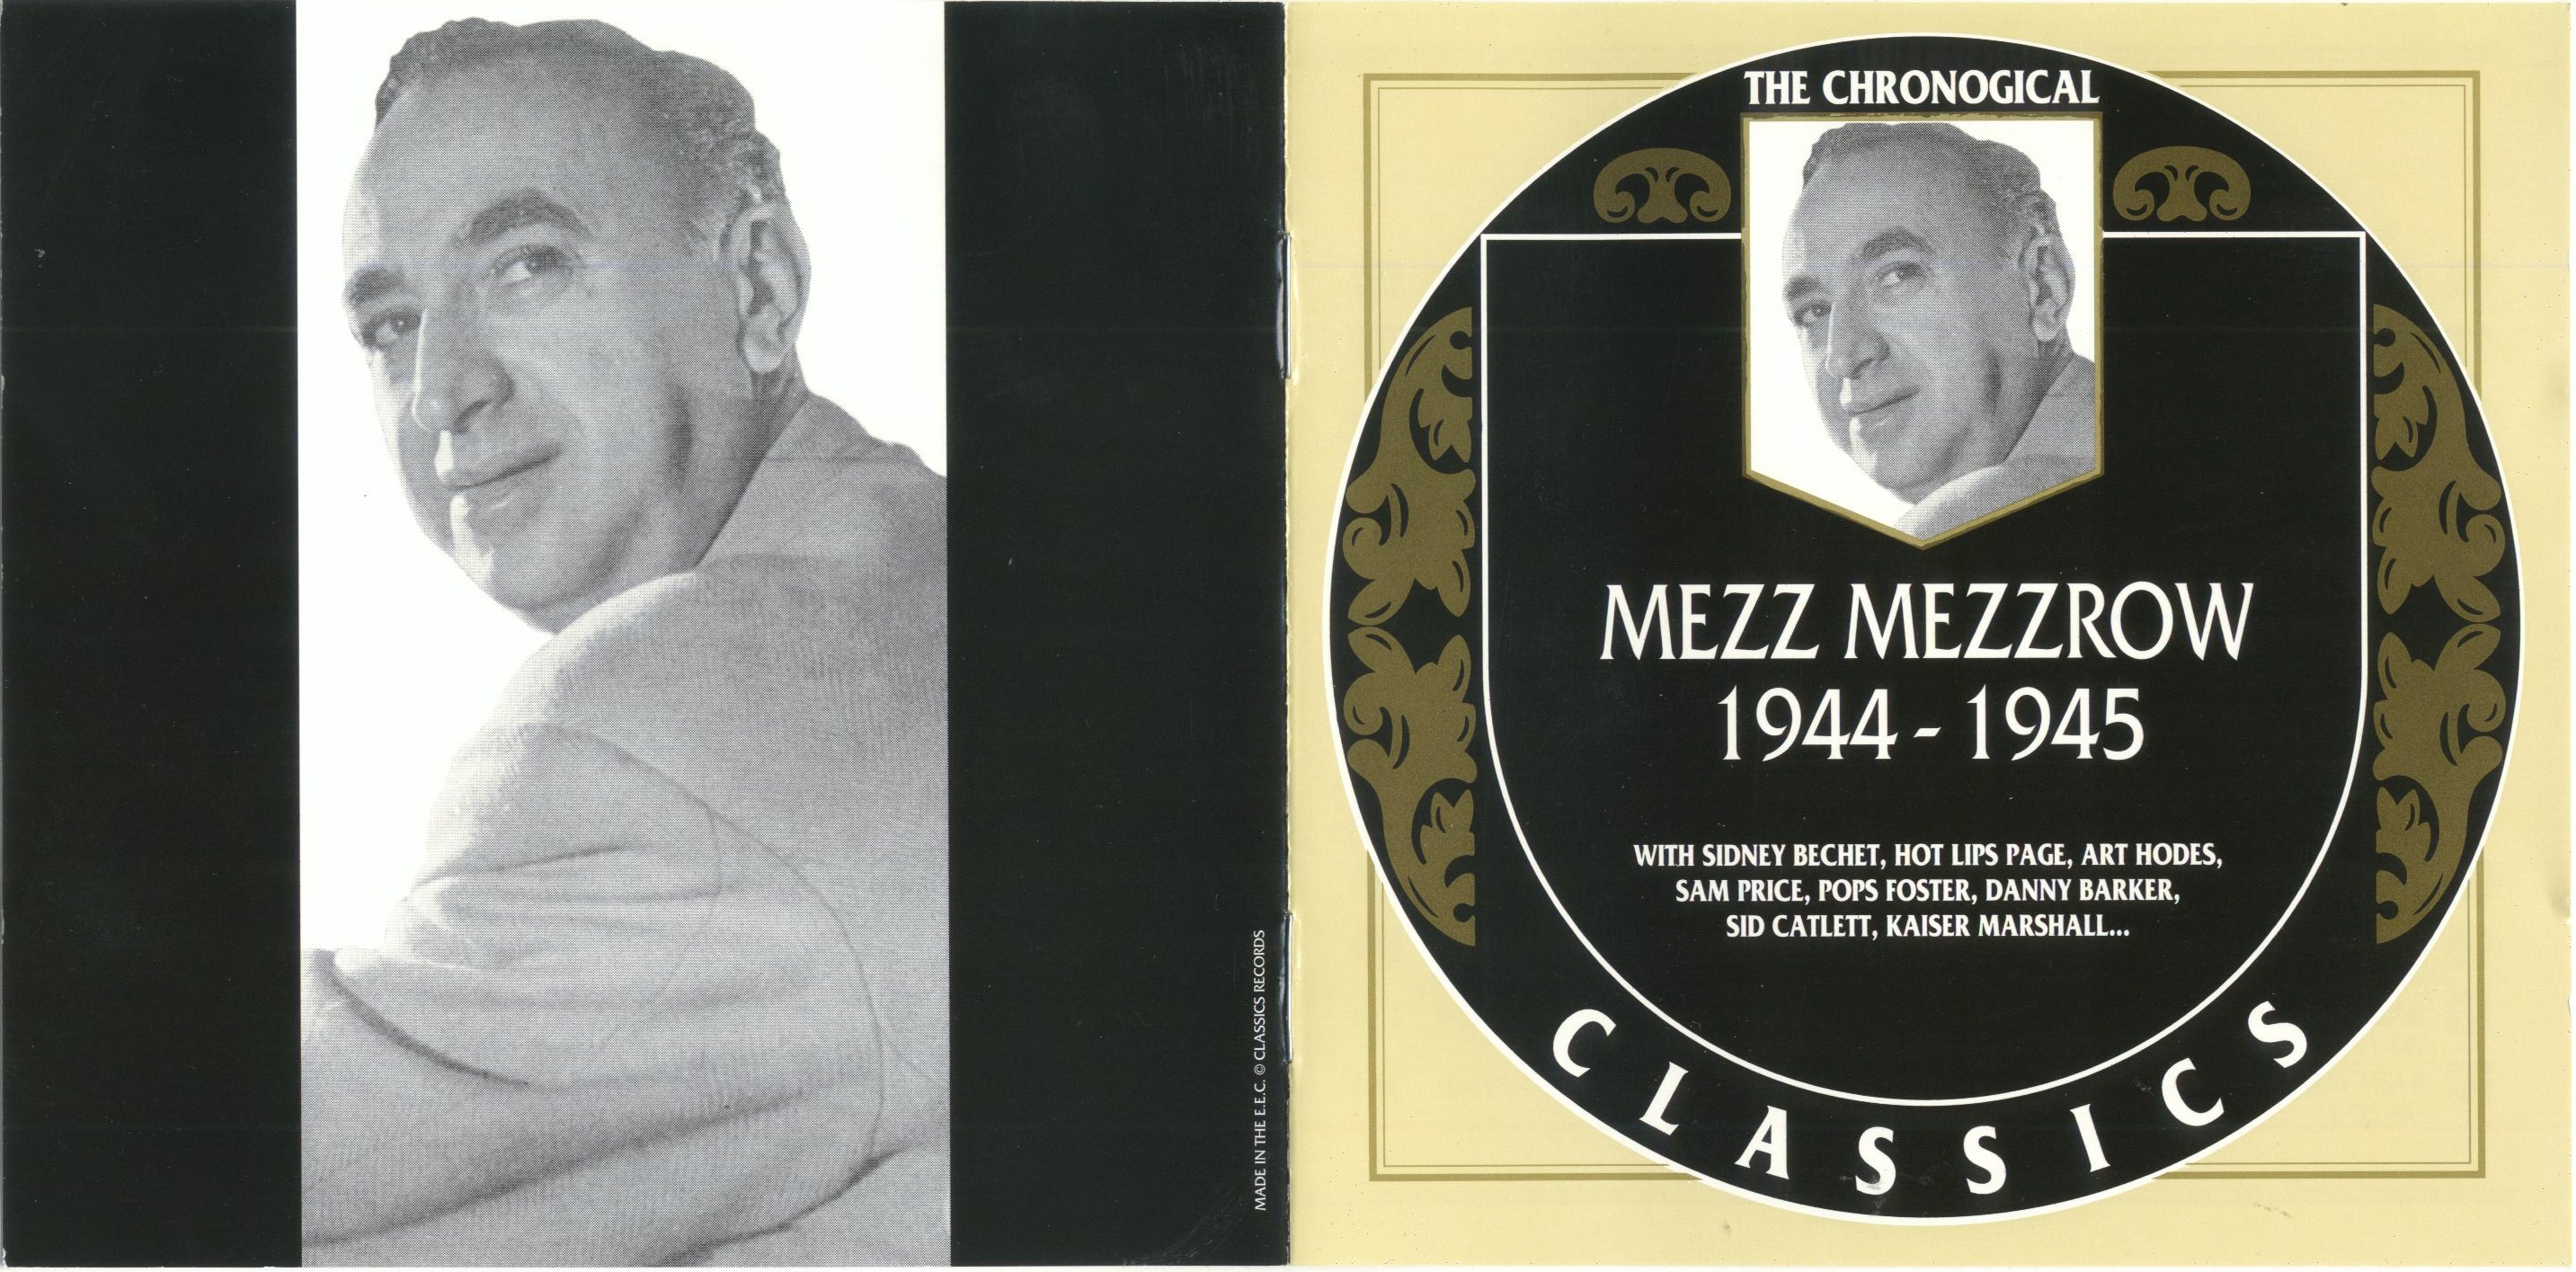 MADE IN THE E.E.C. © CLASSICS RECORDS
THE CHRONOGICAL
MEZZ MEZZROW
1944 - 1945
WITH SIDNEY BECHET, HOT LIPS PAGE, ART HODES,
SAM PRICE, POPS FOSTER, DANNY BARKER,
SID CATLETT, KAISER MARSHALL...
CLASSICS